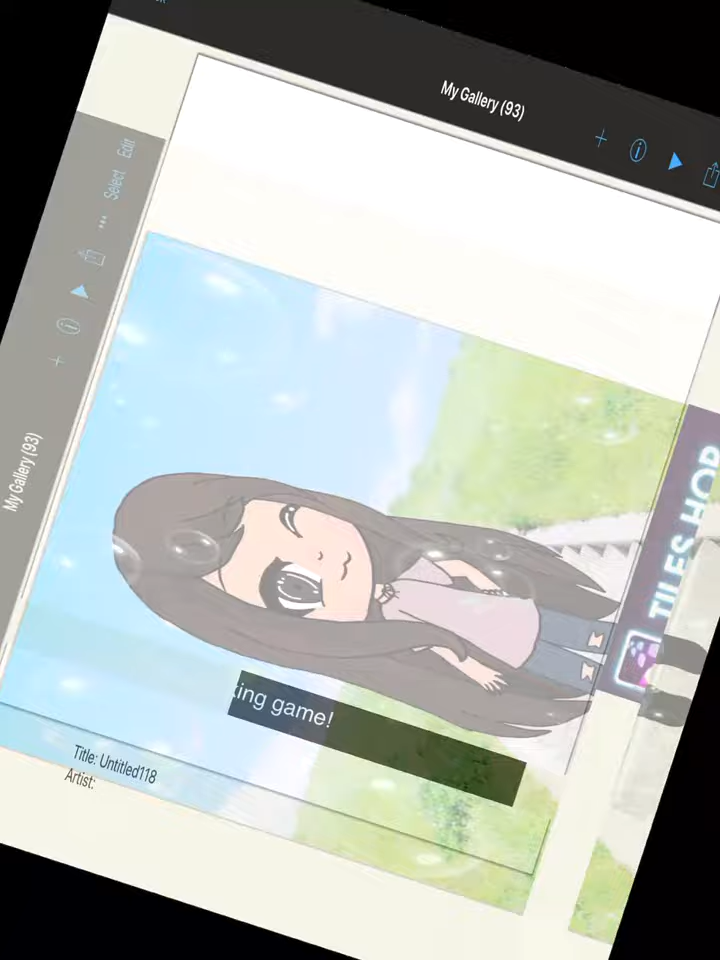 My Gallery (93)
Edit
Select
My Gallery (93)
TILES HOP
ing game!
Title: Untitled118
Artist: